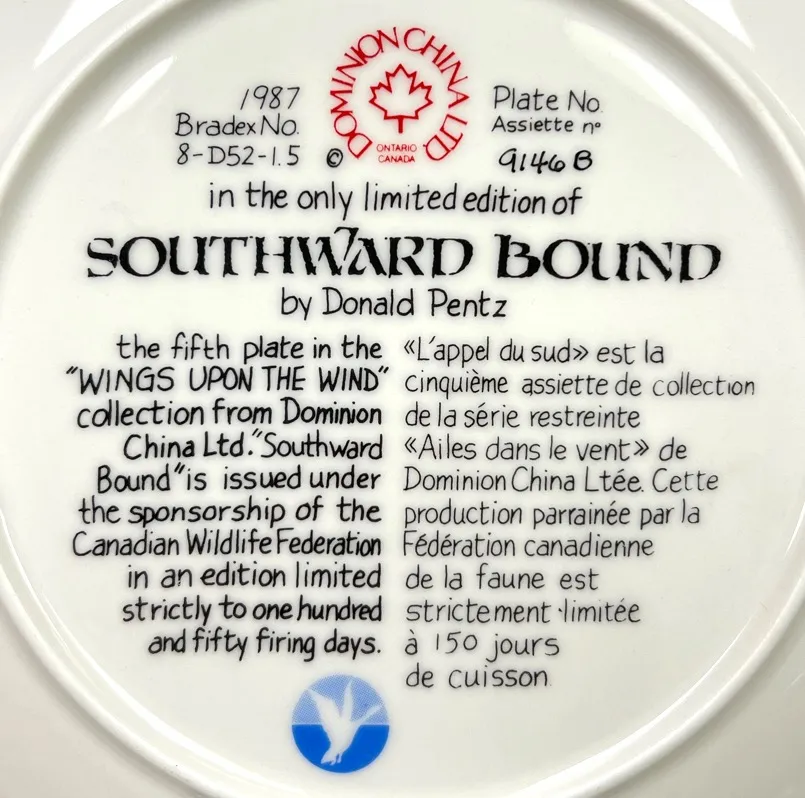 DOMINION CHINA LTD
ONTARIO
CANADA
©
1987
Bradex No.
8-D52-1.5
Plate No.
Assiette nº
9146B
in the only limited edition of
SOUTHWARD BOUND
by Donald Pentz
the fifth plate in the
"WINGS UPON THE WIND"
collection from Dominion
China Ltd. "Southward
Bound" is issued under
the sponsorship of the
Canadian Wildlife Federation
in an edition limited
strictly to one hundred
and fifty firing days.
«L'appel du sud» est la
cinquième assiette de collection
de la série restreinte
«Ailes dans le vent» de
Dominion China Ltée. Cette
production parrainée par la
Fédération canadienne
de la faune est
strictement limitée
à 150 jours
de cuisson